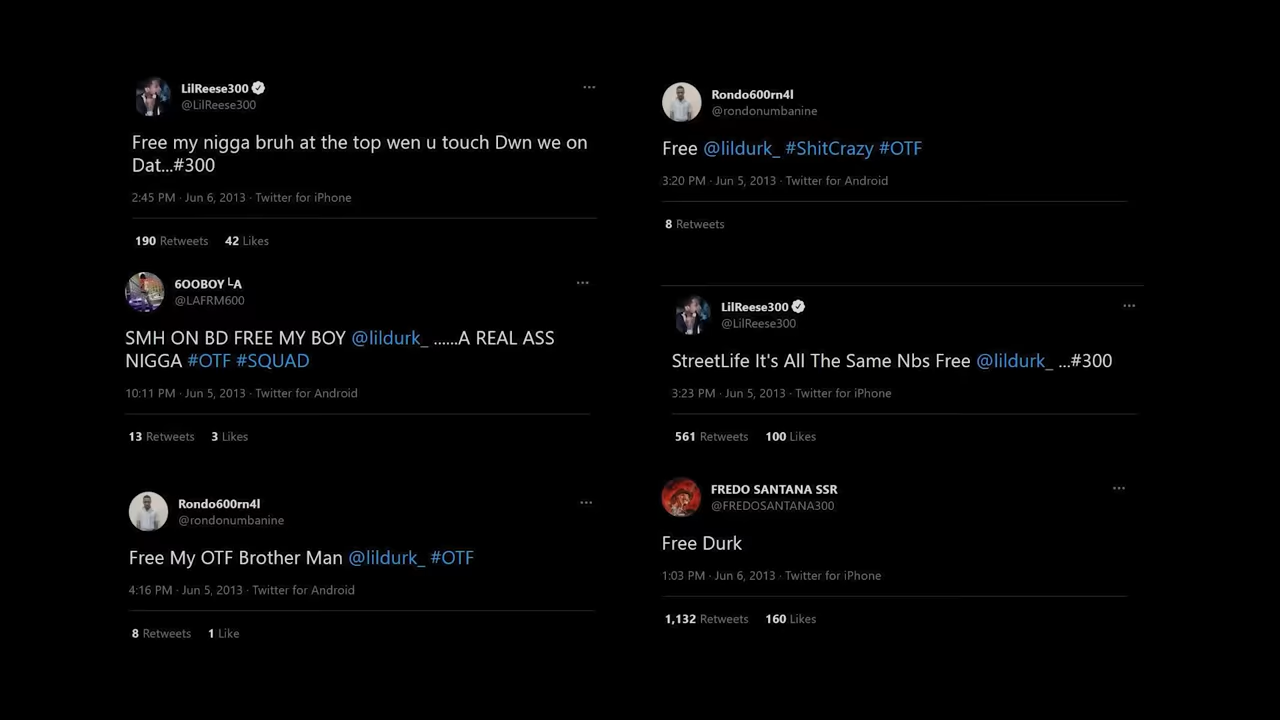 LilReese300
@LilReese300
Free my nigga bruh at the top wen u touch Dwn we on
Dat...#300
2:45 PM · Jun 6, 2013 · Twitter for iPhone
190 Retweets 42 Likes
6OOBOY└A
@LAFRM600
SMH ON BD FREE MY BOY @lildurk_ ......A REAL ASS
NIGGA #OTF #SQUAD
10:11 PM · Jun 5, 2013 · Twitter for Android
13 Retweets 3 Likes
Rondo600rn4l
@rondonumbanine
Free My OTF Brother Man @lildurk_ #OTF
4:16 PM · Jun 5, 2013 · Twitter for Android
8 Retweets 1 Like
Rondo600rn4l
@rondonumbanine
Free @lildurk_ #ShitCrazy #OTF
3:20 PM · Jun 5, 2013 · Twitter for Android
8 Retweets
LilReese300
@LilReese300
StreetLife It's All The Same Nbs Free @lildurk_ ...#300
3:23 PM · Jun 5, 2013 · Twitter for iPhone
561 Retweets 100 Likes
FREDO SANTANA SSR
@FREDOSANTANA300
Free Durk
1:03 PM · Jun 6, 2013 · Twitter for iPhone
1,132 Retweets 160 Likes